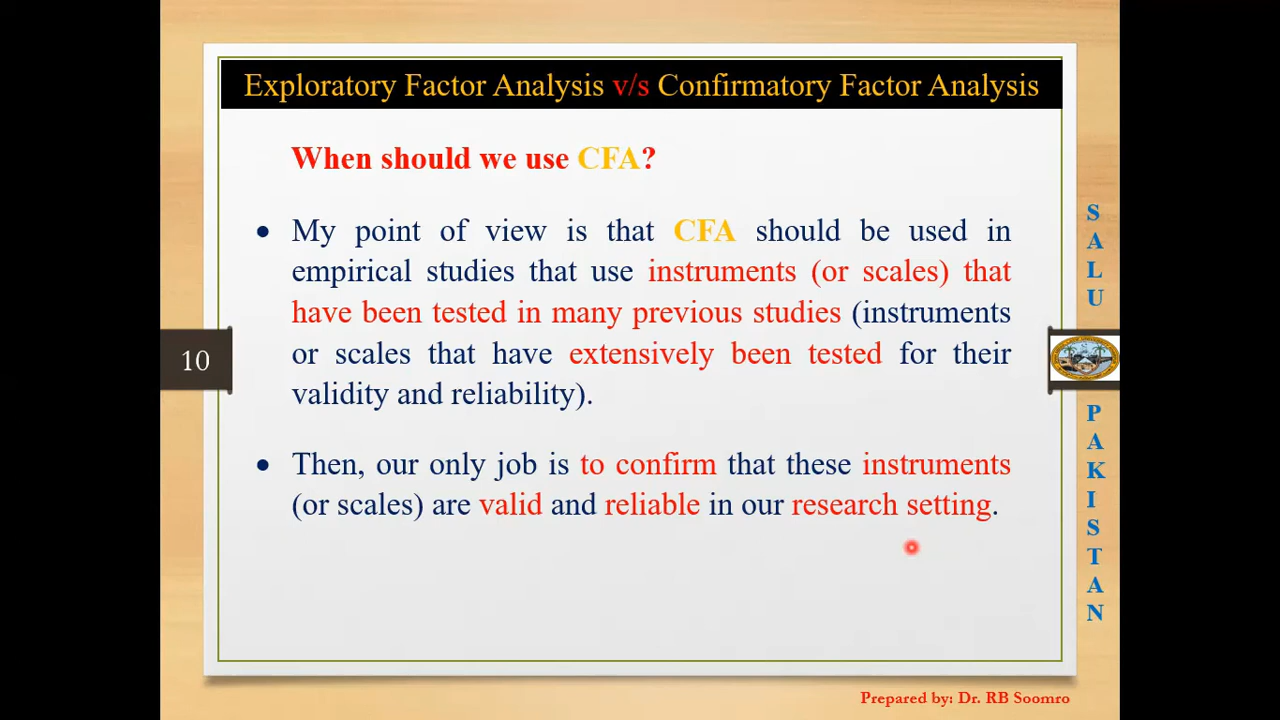 Exploratory Factor Analysis v/s Confirmatory Factor Analysis
When should we use CFA?
• My point of view is that CFA should be used in
empirical studies that use instruments (or scales) that
have been tested in many previous studies (instruments
or scales that have extensively been tested for their
validity and reliability).
• Then, our only job is to confirm that these instruments
(or scales) are valid and reliable in our research setting.
10
SALU
PAKISTAN
Prepared by: Dr. RB Soomro